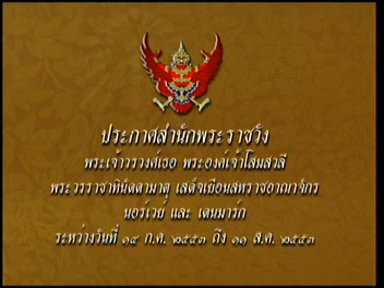 ประกาศสำนักพระราชวัง
พระเจ้าวรวงศ์เธอ พระองค์เจ้าโสมสวลี
พระวรราชาทินัดดามาตุ เสด็จเยือนสหราชอาณาจักร
นอร์เวย์ และ เดนมาร์ก
ระหว่างวันที่ ๑๔ ก.ค. ๒๕๕๓ ถึง ๑๑ ส.ค. ๒๕๕๓